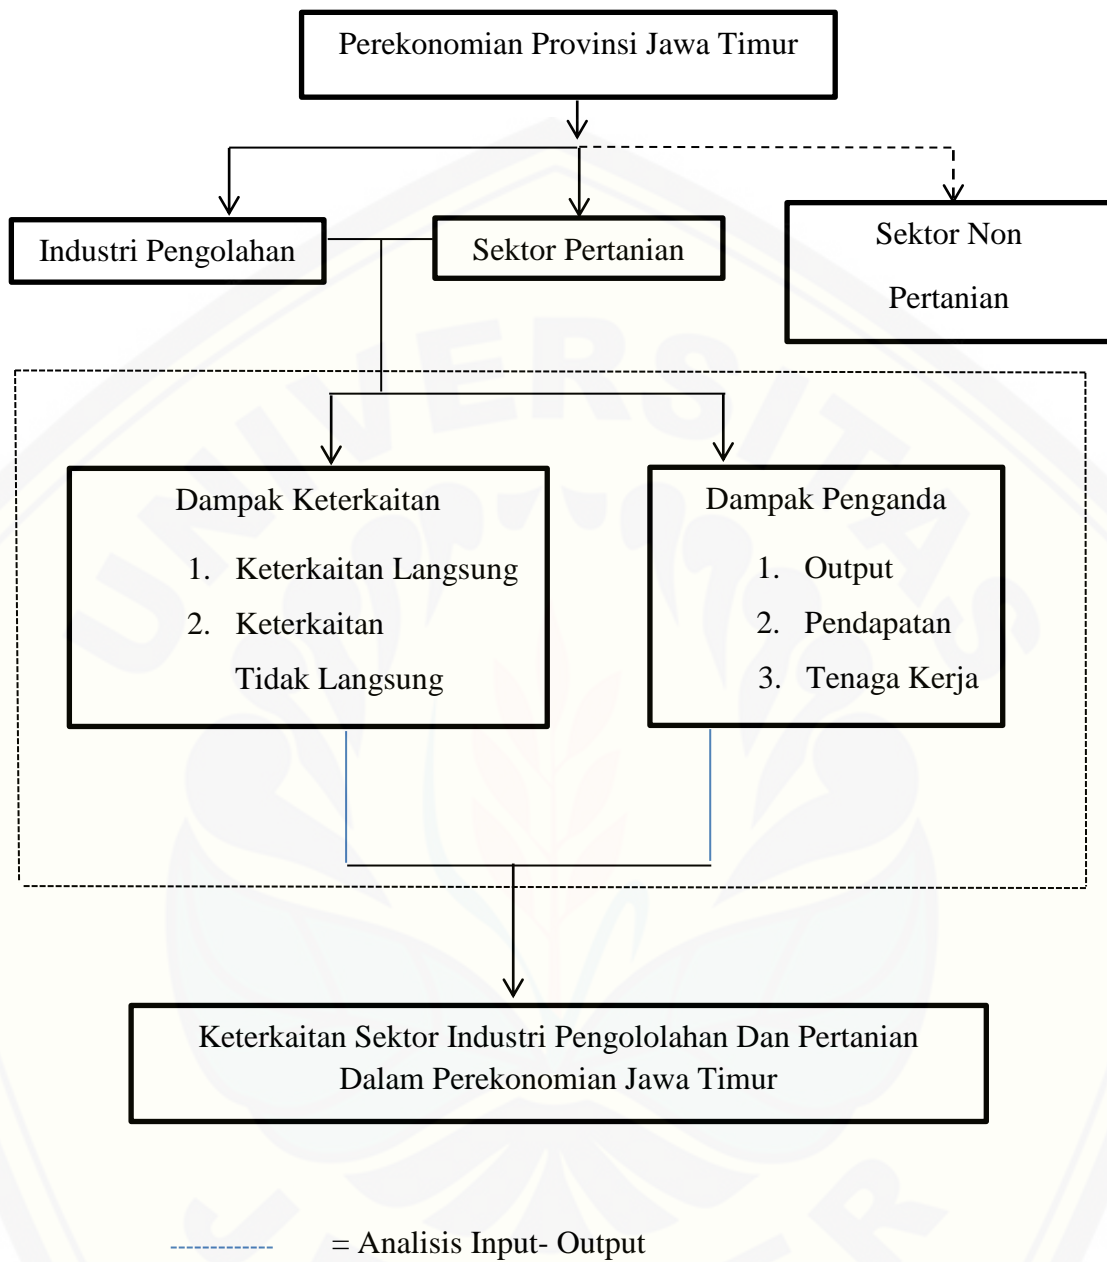 Perekonomian Provinsi Jawa Timur
Industri Pengolahan
Sektor Pertanian
Sektor Non
Pertanian
Dampak Keterkaitan
1. Keterkaitan Langsung
2. Keterkaitan
Tidak Langsung
Dampak Penganda
1. Output
2. Pendapatan
3. Tenaga Kerja
Keterkaitan Sektor Industri Pengololahan Dan Pertanian
Dalam Perekonomian Jawa Timur
= Analisis Input- Output
UNIVERSITAS